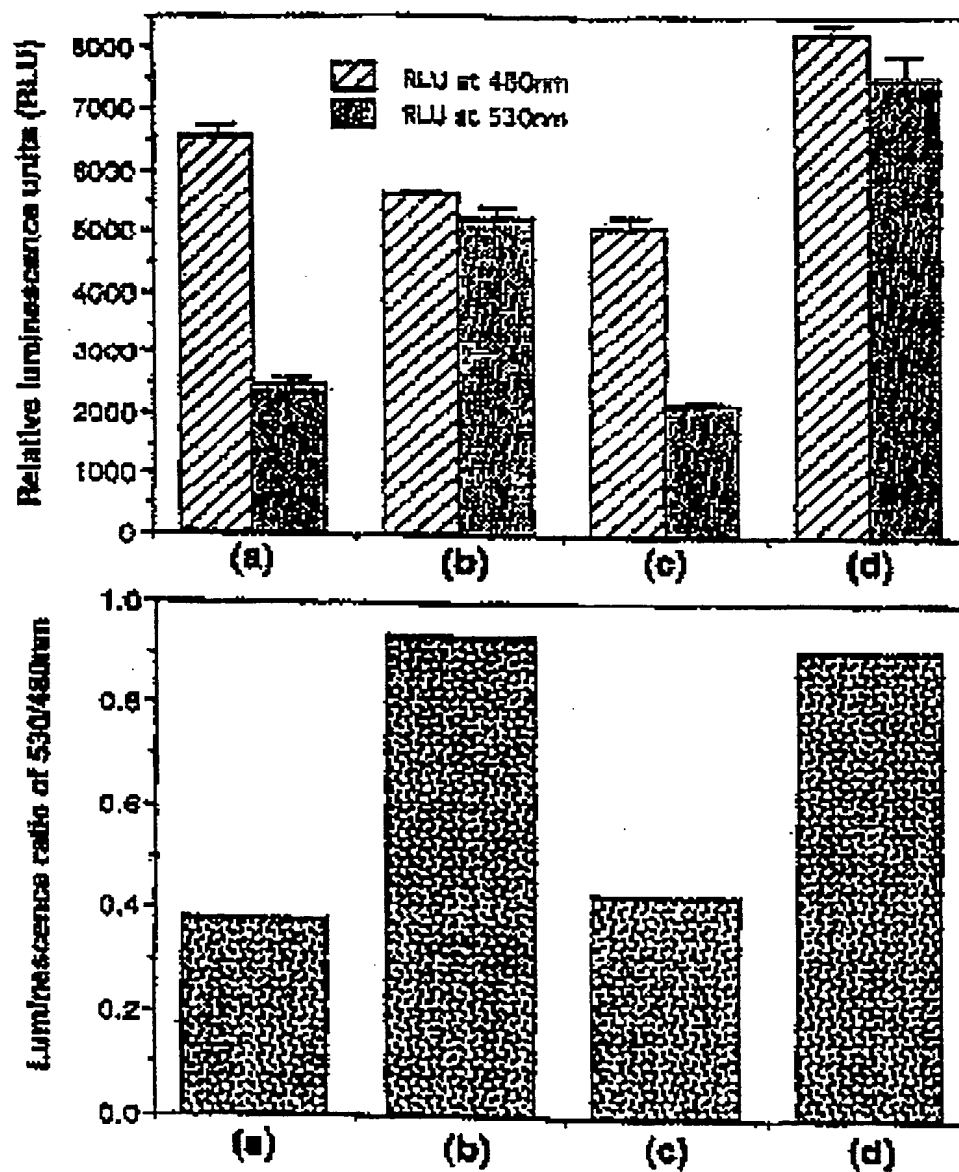 Relative luminescence units (RLU)
8000
7000
6000
5000
4000
3000
2000
1000
0
RLU at 480nm
RLU at 530nm
(a)
(b)
(c)
(d)
Luminescence ratio of 530/480nm
1.0
0.8
0.6
0.4
0.2
0.0
(a)
(b)
(c)
(d)